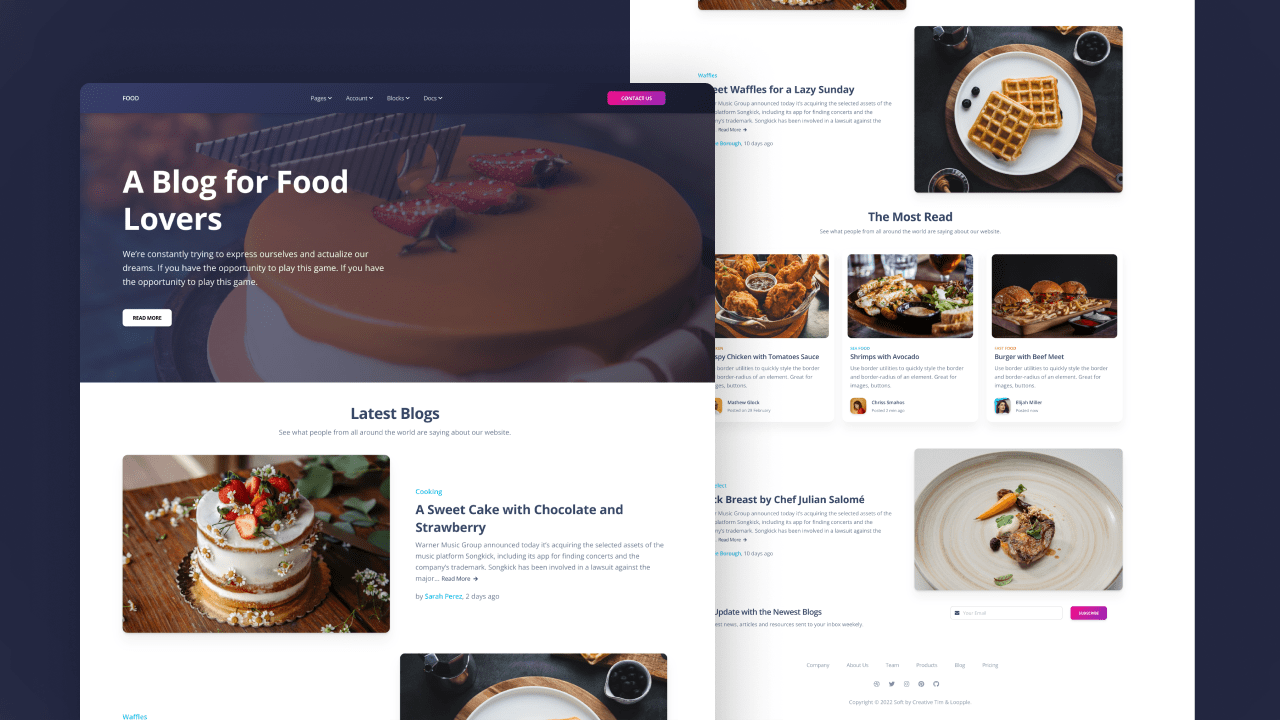 FOOD
Pages
Account
Blocks
Docs
CONTACT US
A Blog for Food
Lovers
We're constantly trying to express ourselves and actualize our
dreams. If you have the opportunity to play this game. If you have
the opportunity to play this game.
READ MORE
Latest Blogs
See what people from all around the world are saying about our website.
Cooking
A Sweet Cake with Chocolate and
Strawberry
Warner Music Group announced today it's acquiring the selected assets of the
music platform Songkick, including its app for finding concerts and the
company's trademark. Songkick has been involved in a lawsuit against the
major... Read More →
by Sarah Perez, 2 days ago
Waffles
Waffles
eet Waffles for a Lazy Sunday
er Music Group announced today it's acquiring the selected assets of the
platform Songkick, including its app for finding concerts and the
ny's trademark. Songkick has been involved in a lawsuit against the
. Read More →
Borough, 10 days ago
The Most Read
See what people from all around the world are saying about our website.
spy Chicken with Tomatoes Sauce
border utilities to quickly style the border
border-radius of an element. Great for
ges, buttons.
Mathew Glock
Posted on 28 February
SEA FOOD
Shrimps with Avocado
Use border utilities to quickly style the border
and border-radius of an element. Great for
images, buttons.
Chriss Smahos
Posted 2 min ago
FAST FOOD
Burger with Beef Meet
Use border utilities to quickly style the border
and border-radius of an element. Great for
images, buttons.
Elijah Miller
Posted now
ck Breast by Chef Julian Salomé
er Music Group announced today it's acquiring the selected assets of the
platform Songkick, including its app for finding concerts and the
ny's trademark. Songkick has been involved in a lawsuit against the
. Read More →
Borough, 10 days ago
Update with the Newest Blogs
est news, articles and resources sent to your inbox weekely.
Your Email
SUBSCRIBE
Company
About Us
Team
Products
Blog
Pricing
Copyright © 2022 Soft by Creative Tim & Loopple.